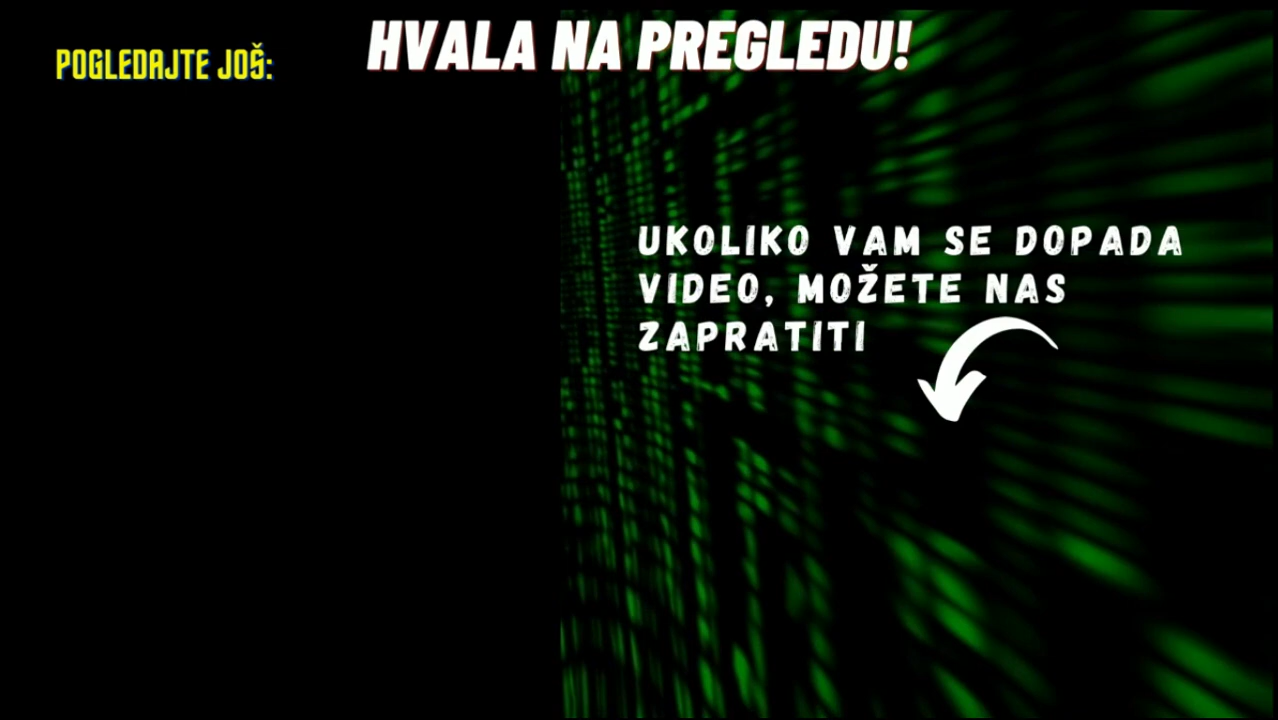 HVALA NA PREGLEDU!
POGLEDAJTE JOŠ:
UKOLIKO VAM SE DOPADA
VIDEO, MOŽETE NAS
ZAPRATITI